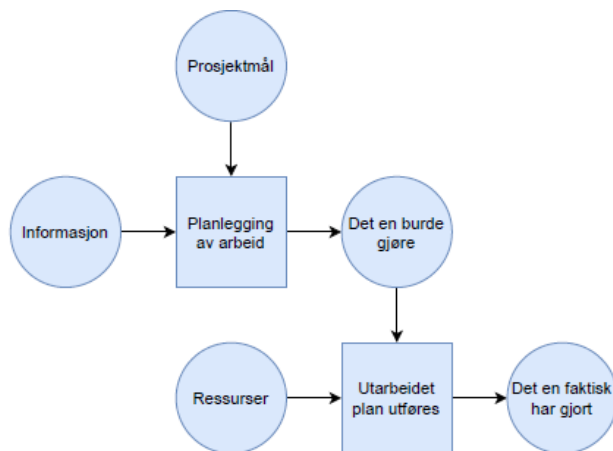 Prosjektmål
Informasjon
Planlegging
av arbeid
Det en burde
gjøre
Ressurser
Utarbeidet
plan utføres
Det en faktisk
har gjort